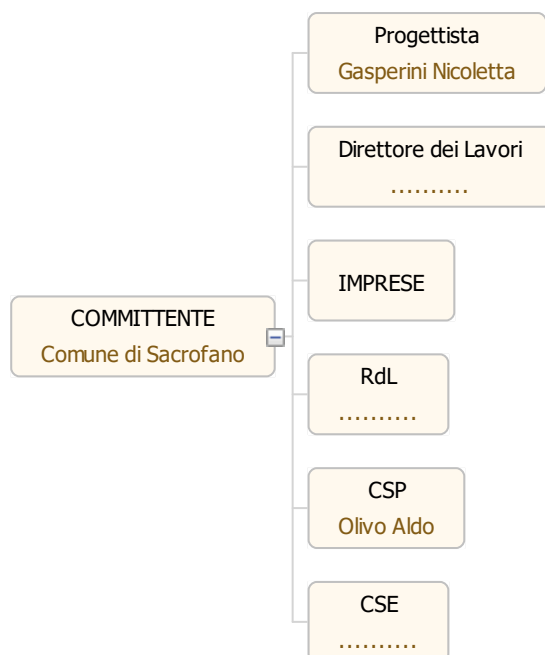 Progettista
Gasperini Nicoletta
Direttore dei Lavori
..........
IMPRESE
COMMITTENTE
Comune di Sacrofano
RdL
..........
CSP
Olivo Aldo
CSE
..........